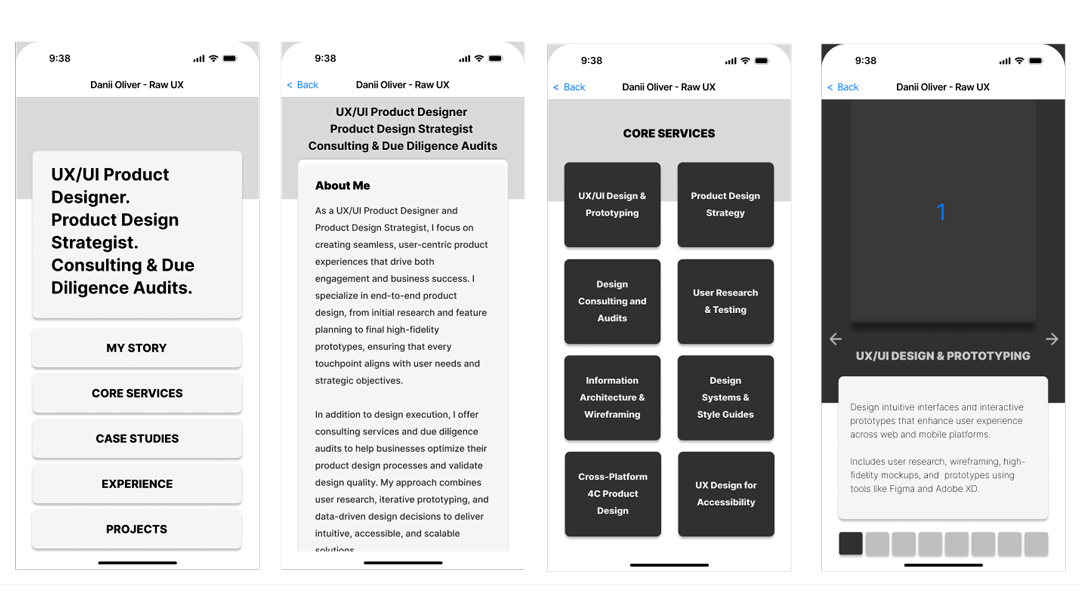 9:38
Danii Oliver - Raw UX
UX/UI Product
Designer.
Product Design
Strategist.
Consulting & Due
Diligence Audits.
MY STORY
CORE SERVICES
CASE STUDIES
EXPERIENCE
PROJECTS
9:38
< Back
Danii Oliver - Raw UX
UX/UI Product Designer
Product Design Strategist
Consulting & Due Diligence Audits
About Me
As a UX/UI Product Designer and
Product Design Strategist, I focus on
creating seamless, user-centric product
experiences that drive both
engagement and business success. I
specialize in end-to-end product
design, from initial research and feature
planning to final high-fidelity
prototypes, ensuring that every
touchpoint aligns with user needs and
strategic objectives.
In addition to design execution, I offer
consulting services and due diligence
audits to help businesses optimize their
product design processes and validate
design quality. My approach combines
user research, iterative prototyping, and
data-driven design decisions to deliver
intuitive, accessible, and scalable
solutions.
9:38
< Back
Danii Oliver - Raw UX
CORE SERVICES
UX/UI Design &
Prototyping
Product Design
Strategy
Design
Consulting and
Audits
User Research
& Testing
Information
Architecture &
Wireframing
Design
Systems &
Style Guides
Cross-Platform
4C Product
Design
UX Design for
Accessibility
9:38
< Back
Danii Oliver - Raw UX
1
UX/UI DESIGN & PROTOTYPING
Design intuitive interfaces and interactive
prototypes that enhance user experience
across web and mobile platforms.
Includes user research, wireframing, high-
fidelity mockups, and prototypes using
tools like Figma and Adobe XD.